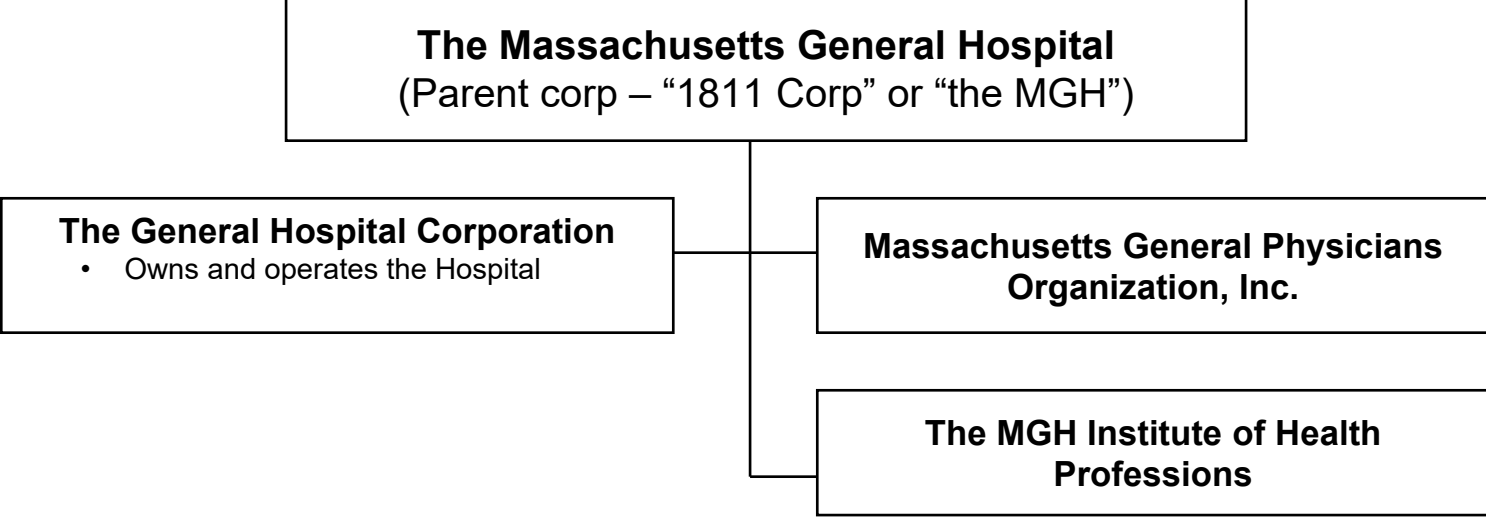 The Massachusetts General Hospital
(Parent corp – “1811 Corp” or “the MGH”)
The General Hospital Corporation
• Owns and operates the Hospital
Massachusetts General Physicians
Organization, Inc.
The MGH Institute of Health
Professions